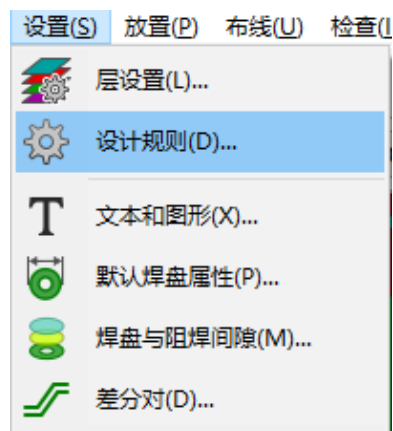 设置(S) 放置(P) 布线(U) 检查(I
层设置(L)...
设计规则(D)...
文本和图形(X)...
默认焊盘属性(P)...
焊盘与阻焊间隙(M)...
差分对(D)...